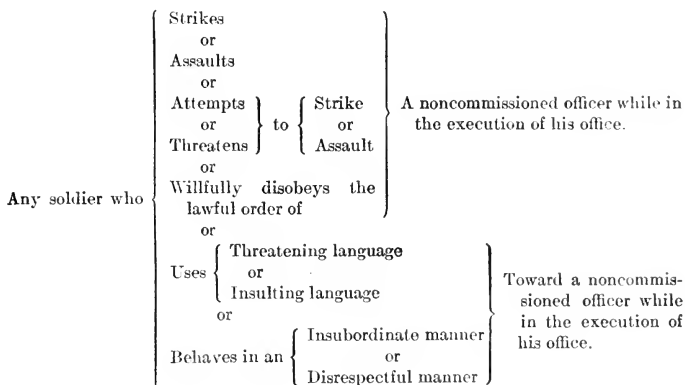 Strikes
or
Assaults
or
Attempts
or
Threatens
to
Strike
or
Assault
or
Willfully disobeys the
lawful order of
A noncommissioned officer while in
the execution of his office.
Any soldier who
or
Uses
Threatening language
or
Insulting language
or
Behaves in an
Insubordinate manner
or
Disrespectful manner
Toward a noncommis-
sioned officer while
in the execution of
his office.